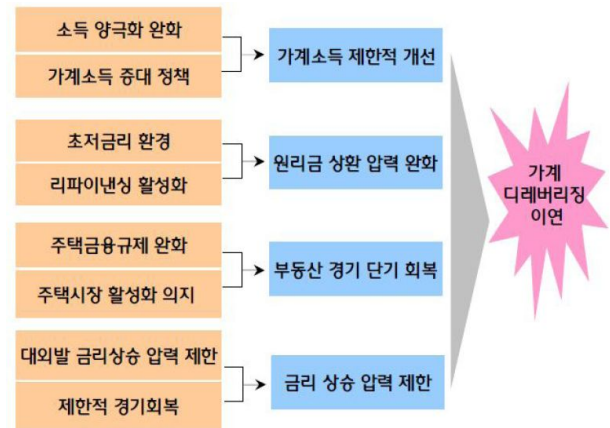 소득 양극화 완화
가계소득 증대 정책
가계소득 제한적 개선
초저금리 환경
리파이낸싱 활성화
원리금 상환 압력 완화
주택금융규제 완화
주택시장 활성화 의지
부동산 경기 단기 회복
대외발 금리상승 압력 제한
제한적 경기회복
금리 상승 압력 제한
가계
디레버리징
이연